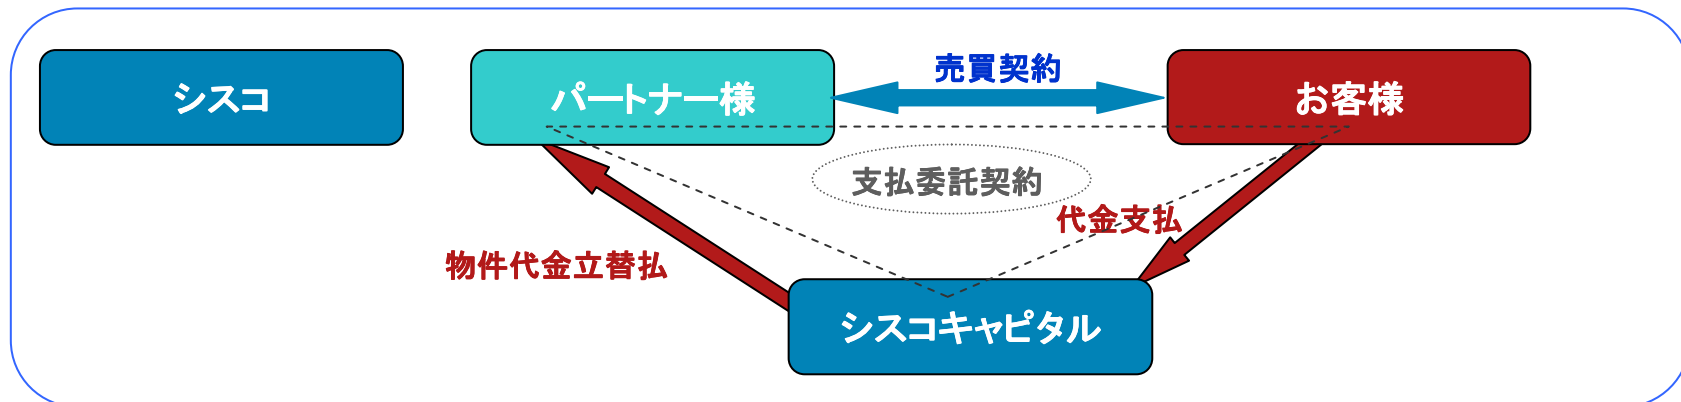 売買契約
シスコ
パートナー様
お客様
支払委託契約
代金支払
物件代金立替払
シスコキャピタル